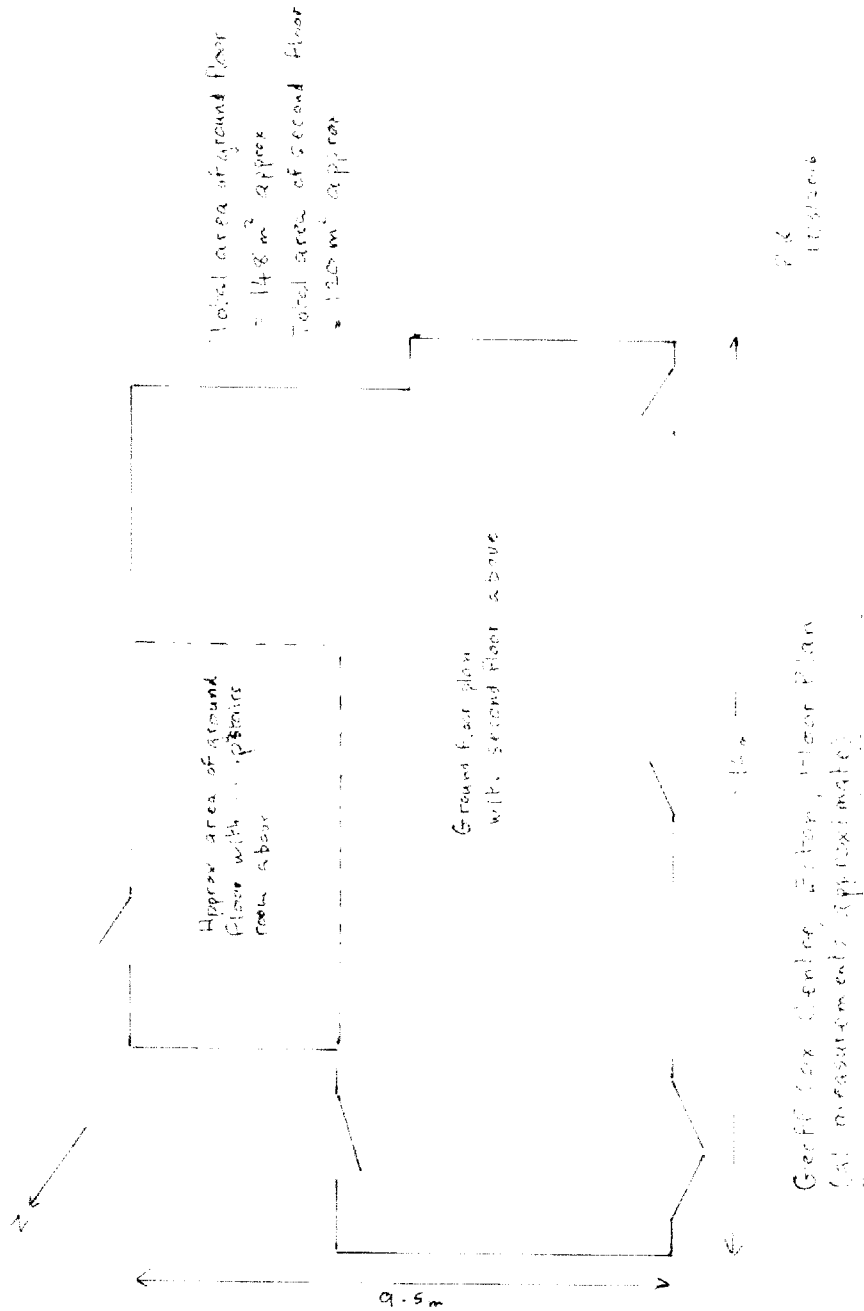 Total area of ground floor
= 148 m² approx
Total area of second floor
= 120 m² approx
Approx area of ground
floor with upstairs
room above
Ground floor plan
with second floor above
N
9.5m
16m
Geoff Cox Centre, Floor Plan
(all measurements approximate)